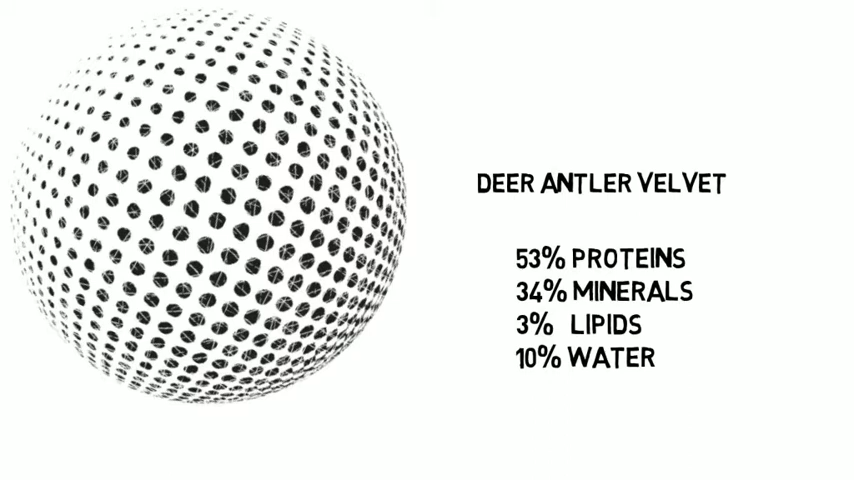 DEER ANTLER VELVET
53% PROTEINS
34% MINERALS
3% LIPIDS
10% WATER